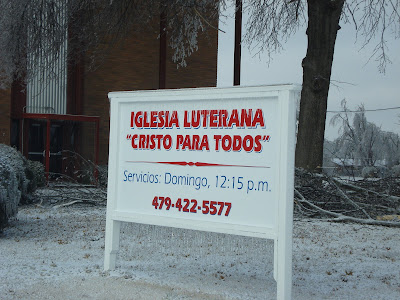 IGLESIA LUTERANA
"CRISTO PARA TODOS"
Servicios: Domingo, 12:15 p.m.
479-422-5577